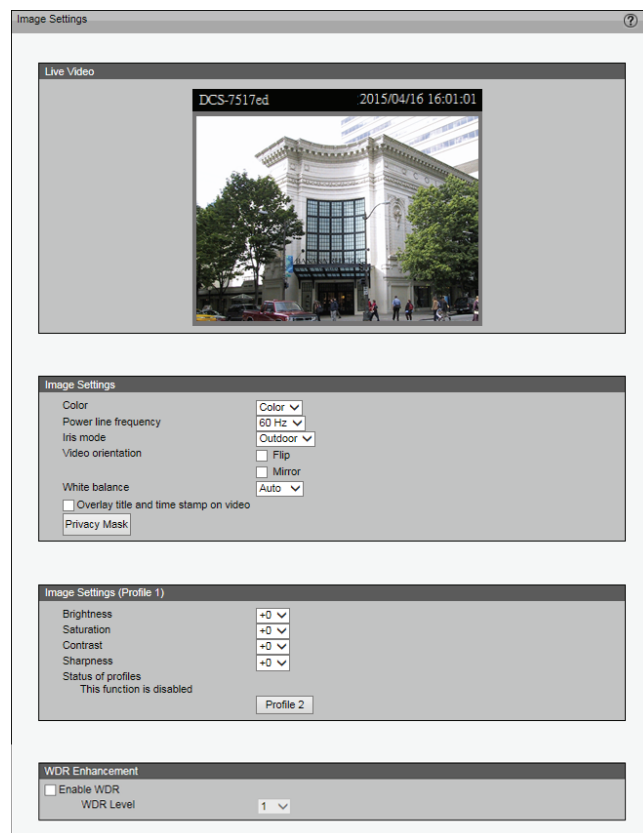 Image Settings
Live Video
DCS-7517ed 2015/04/16 16:01:01
Image Settings
Color Color
Power line frequency 60 Hz
Iris mode Outdoor
Video orientation Flip
Mirror
White balance Auto
Overlay title and time stamp on video
Privacy Mask
Image Settings (Profile 1)
Brightness +0
Saturation +0
Contrast +0
Sharpness +0
Status of profiles
This function is disabled
Profile 2
WDR Enhancement
Enable WDR
WDR Level 1